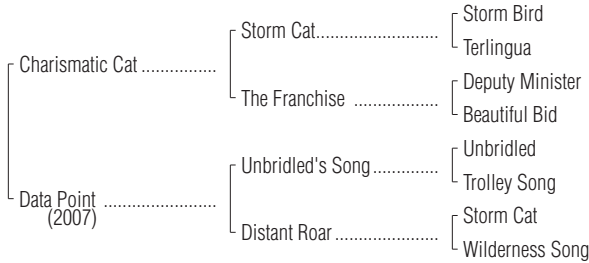 Storm Bird
Storm Cat........................
Terlingua
Charismatic Cat ...............
Deputy Minister
The Franchise .................
Beautiful Bid
Unbridled
Unbridled's Song.............
Trolley Song
Data Point ......................
(2007)
Storm Cat
Distant Roar....................
Wilderness Song